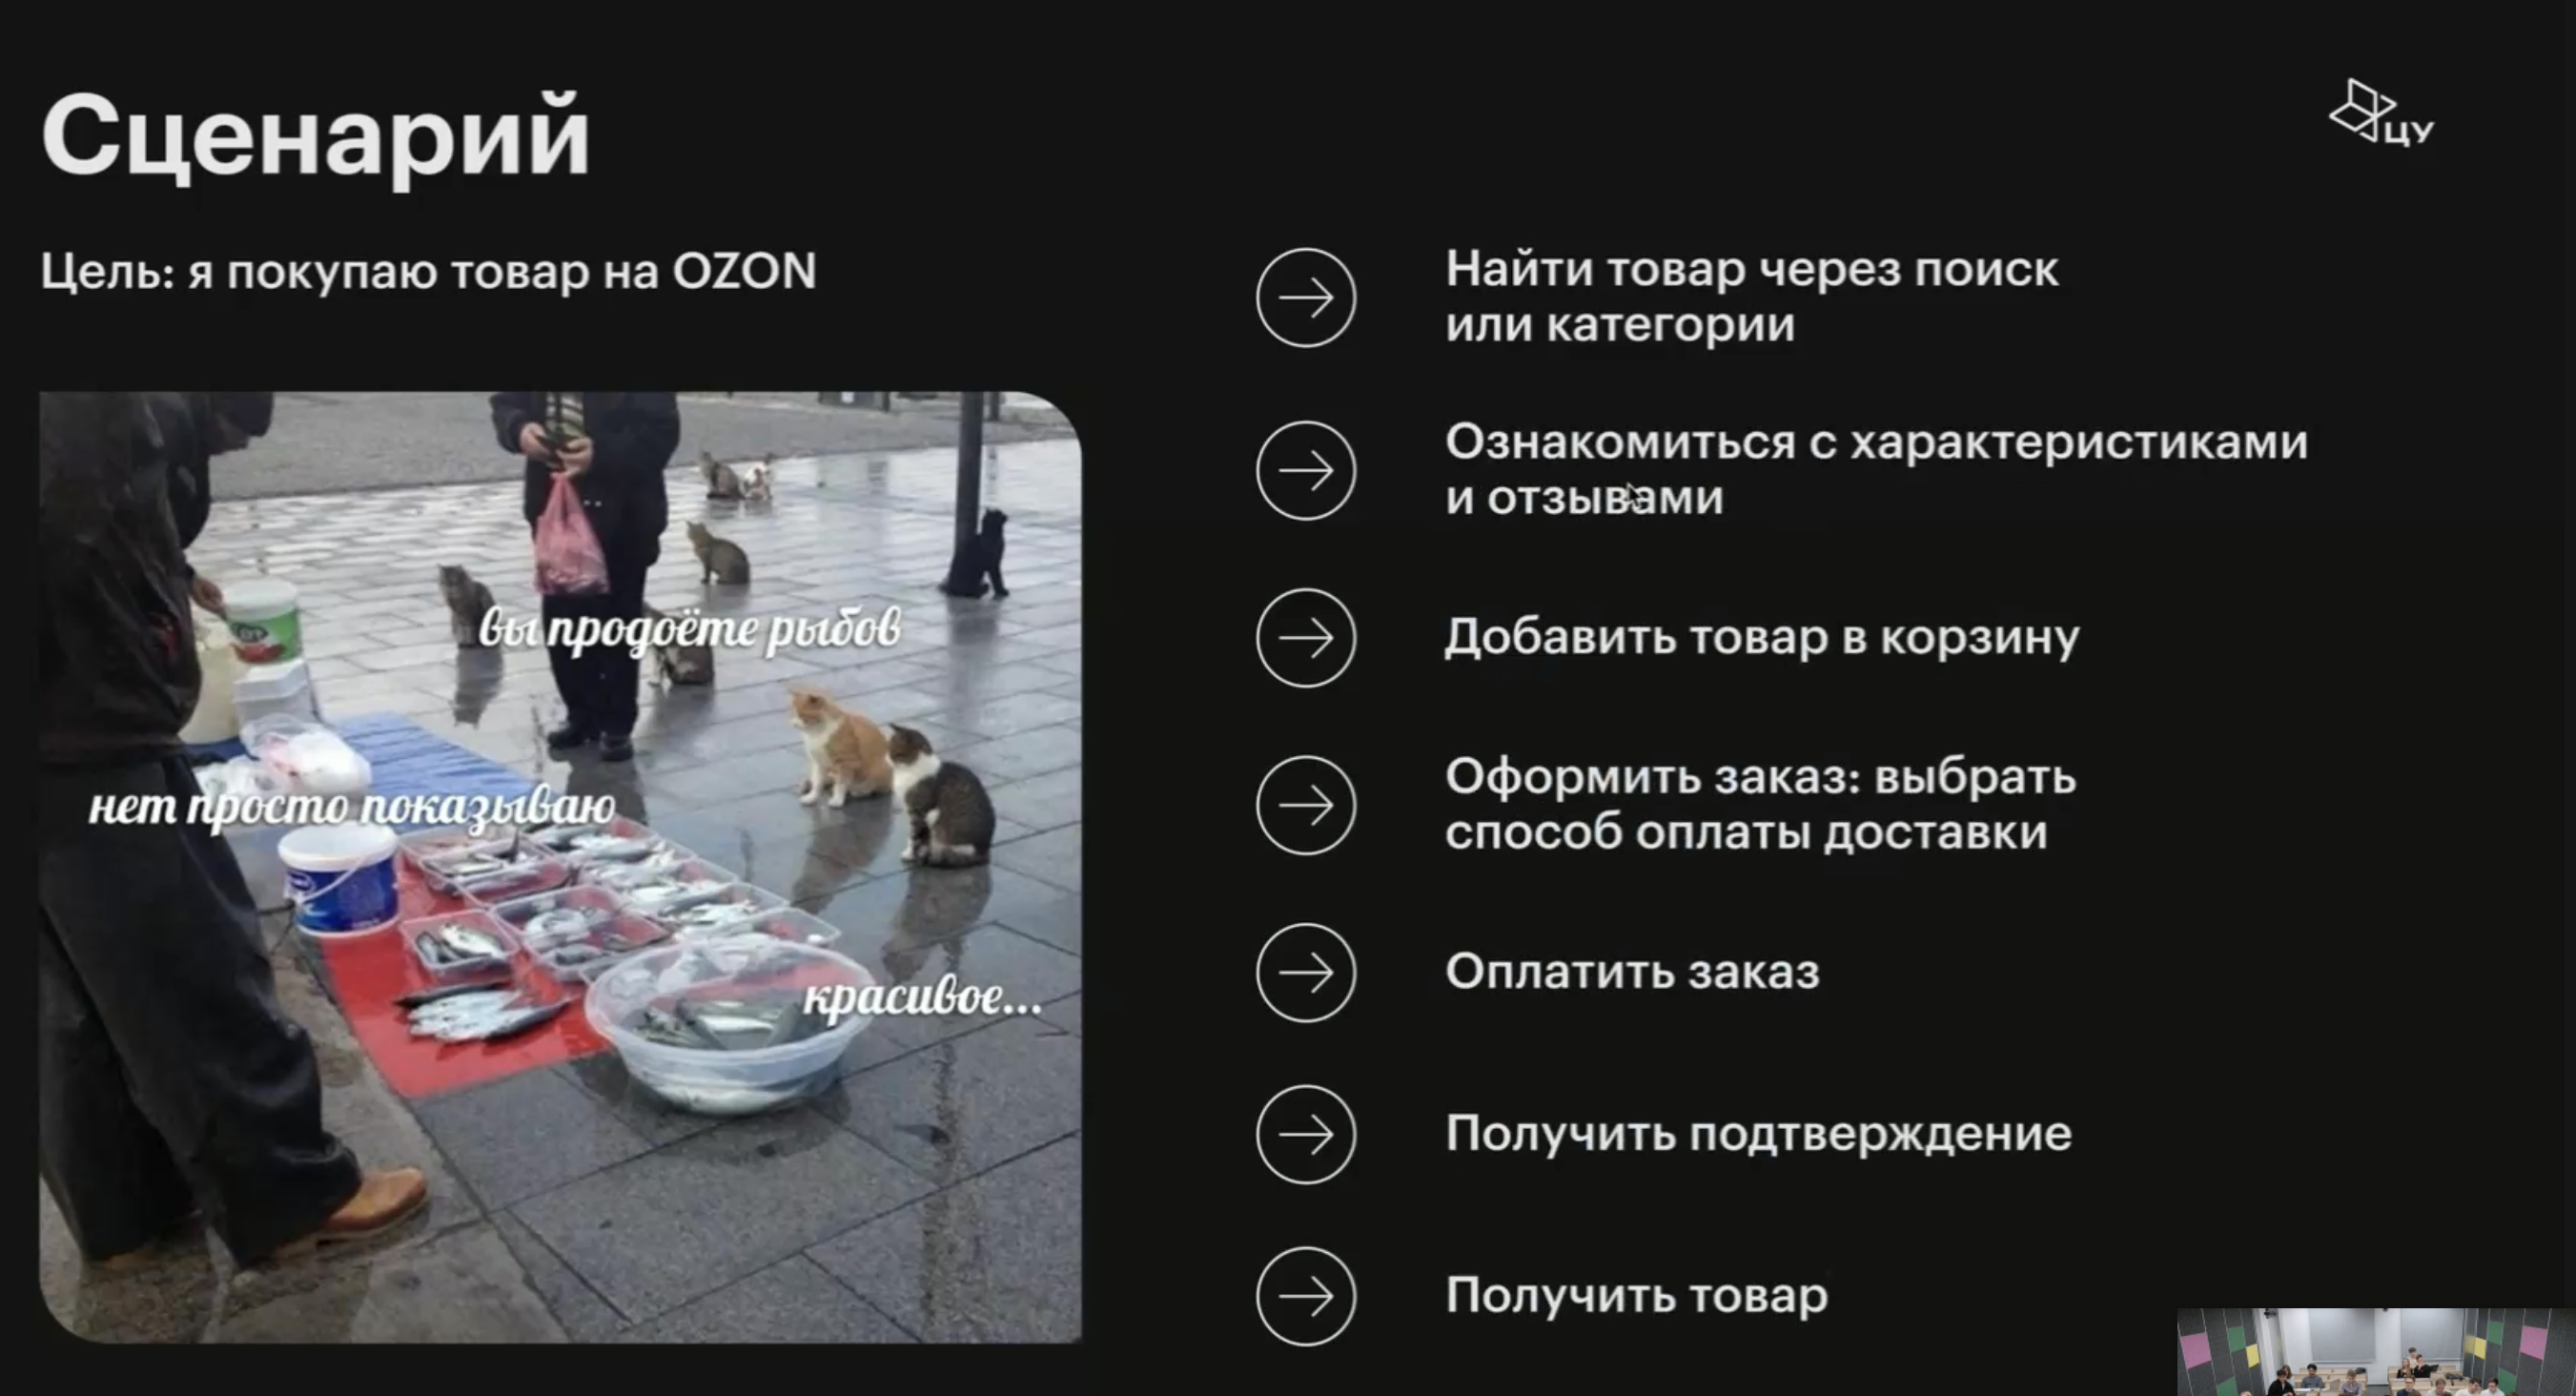 Сценарий
ЦУ
Цель: я покупаю товар на OZON
вы продоёте рыбов
нет просто показываю
красивое...
Найти товар через поиск
или категории
Ознакомиться с характеристиками
и отзывами
Добавить товар в корзину
Оформить заказ: выбрать
способ оплаты доставки
Оплатить заказ
Получить подтверждение
Получить товар